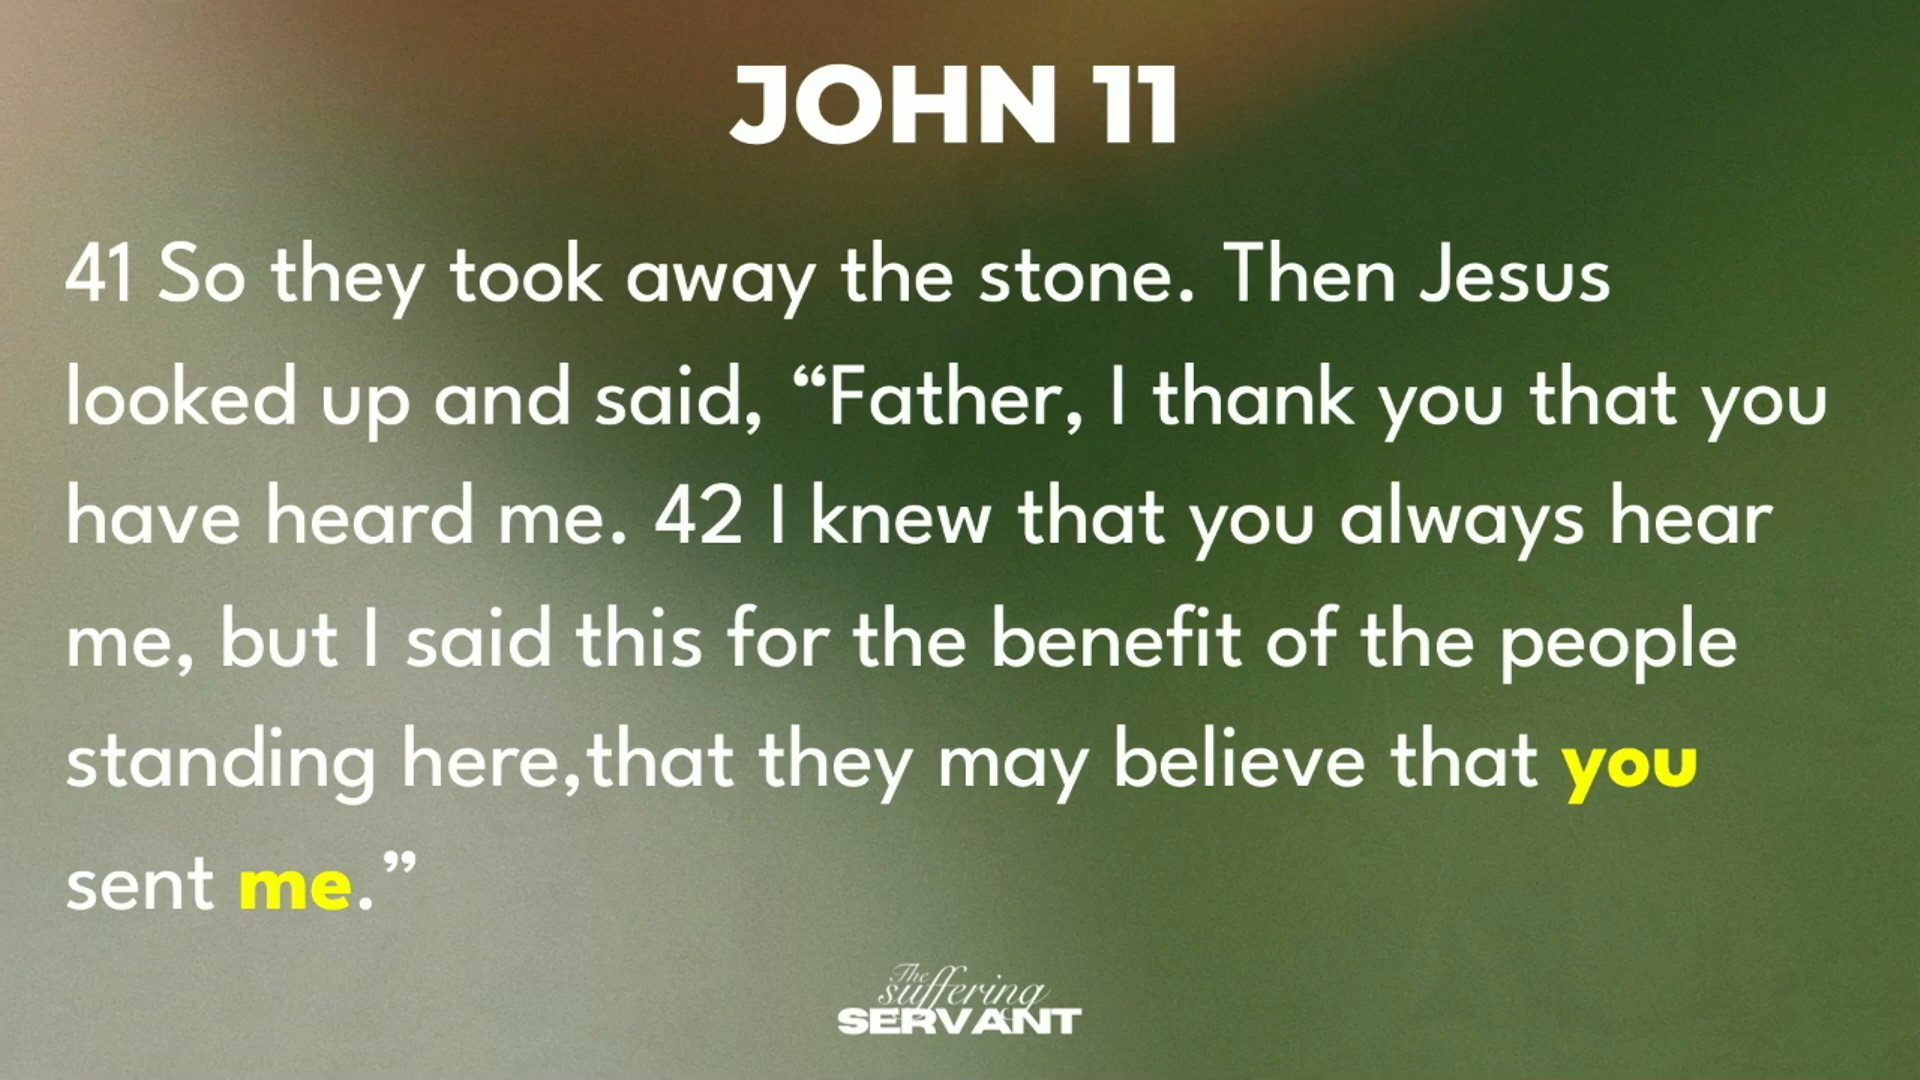 JOHN 11
41 So they took away the stone. Then Jesus
looked up and said, “Father, I thank you that you
have heard me. 42 I knew that you always hear
me, but I said this for the benefit of the people
standing here,that they may believe that you
sent me.”
The
suffering
SERVANT